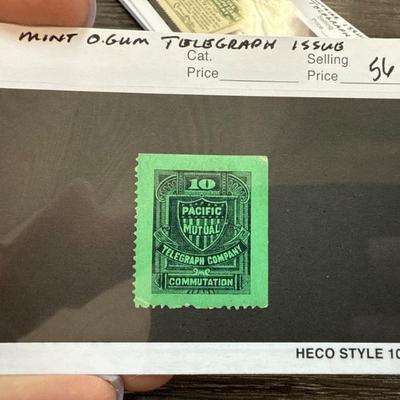 MINT O.GUM TELEGRAPH ISSUE
Cat. Price
Selling Price 56
10
PACIFIC
MUTUAL
TELEGRAPH COMPANY
COMMUTATION
HECO STYLE 10